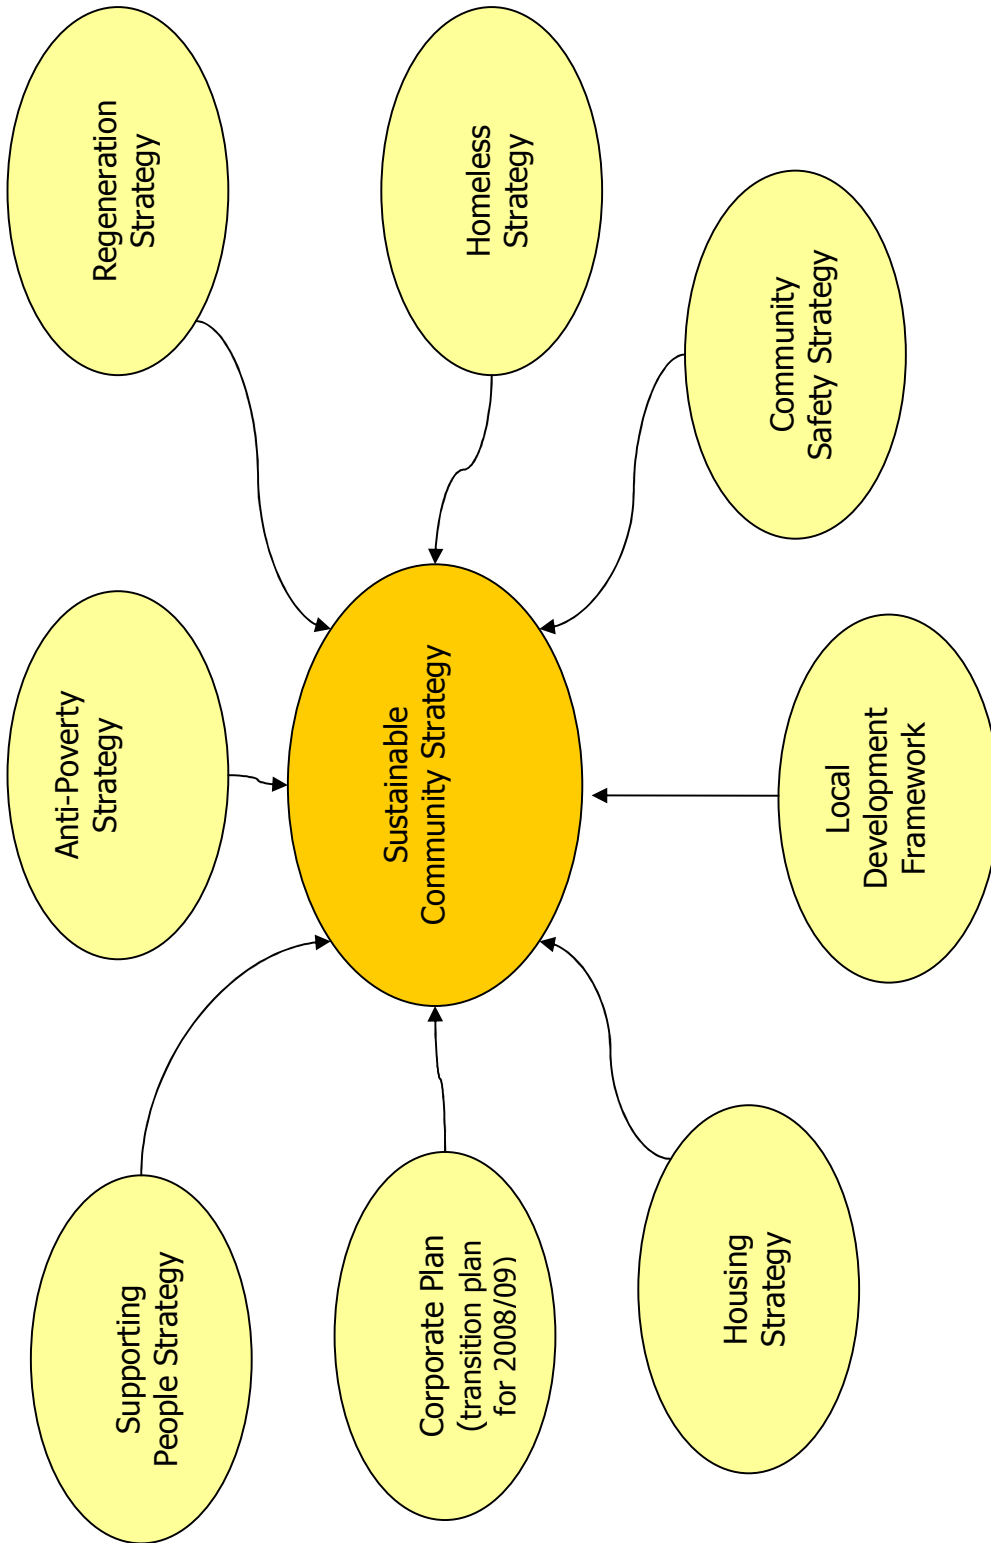 Supporting
People Strategy
Anti-Poverty
Strategy
Regeneration
Strategy
Corporate Plan
(transition plan
for 2008/09)
Sustainable
Community Strategy
Homeless
Strategy
Housing
Strategy
Local
Development
Framework
Community
Safety Strategy